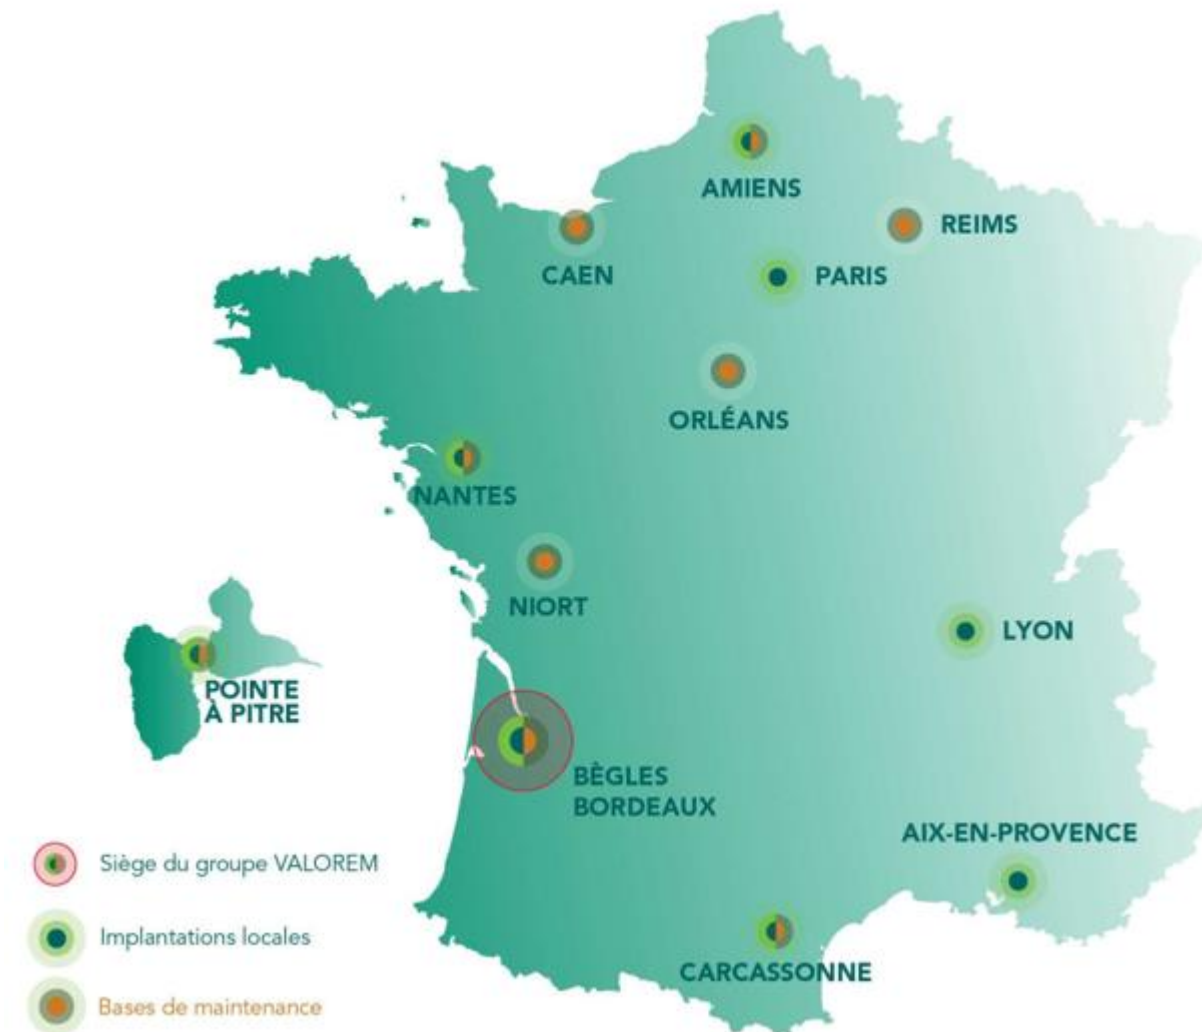 AMIENS
REIMS
CAEN
PARIS
ORLÉANS
NANTES
NIORT
LYON
POINTE
À PITRE
BÈGLES
BORDEAUX
AIX-EN-PROVENCE
CARCASSONNE
Siège du groupe VALOREM
Implantations locales
Bases de maintenance